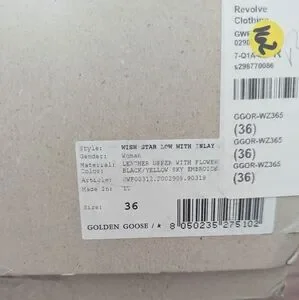 Revolve
Clothing
s298770086
GGOR-WZ365
(36)
GGOR-WZ365
(36)
GGOR-WZ365
(36)
Style: WISH STAR LOW WITH INLAY
Gender: Woman
Material: LEATHER UPPER WITH FLOWER
Color: BLACK/YELLOW SKY EMBROIDE
Article:
Made In:
Size: 36
GOLDEN GOOSE / ★
8 050235 275102